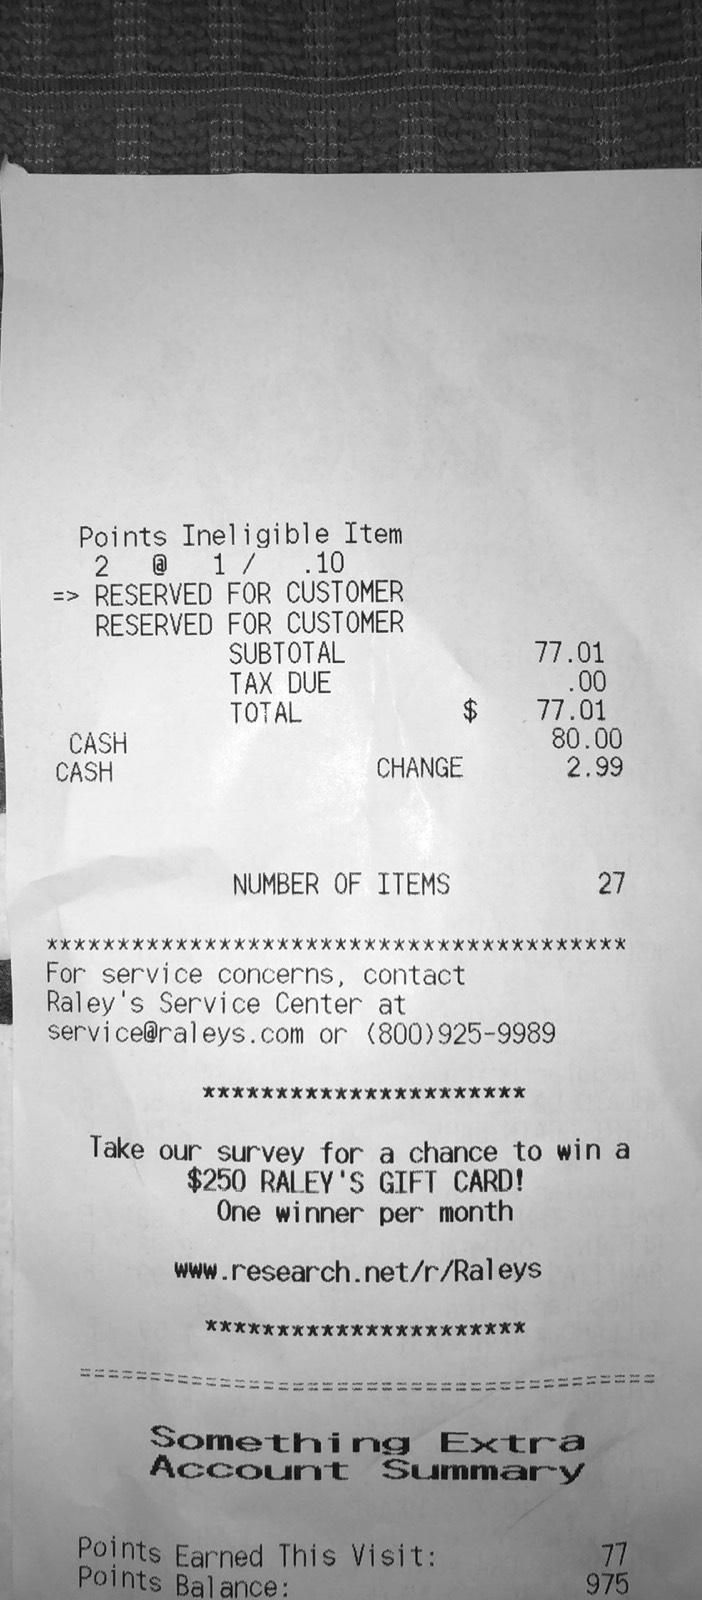 Points Ineligible Item
2 @ 1 / .10
=> RESERVED FOR CUSTOMER
RESERVED FOR CUSTOMER
SUBTOTAL 77.01
TAX DUE .00
TOTAL $ 77.01
CASH 80.00
CASH CHANGE 2.99
NUMBER OF ITEMS 27
****************************************
For service concerns, contact
Raley's Service Center at
service@raleys.com or (800)925-9989
**********************
Take our survey for a chance to win a
$250 RALEY'S GIFT CARD!
One winner per month
www.research.net/r/Raleys
**********************
========================================
Something Extra
Account Summary
Points Earned This Visit: 77
Points Balance: 975